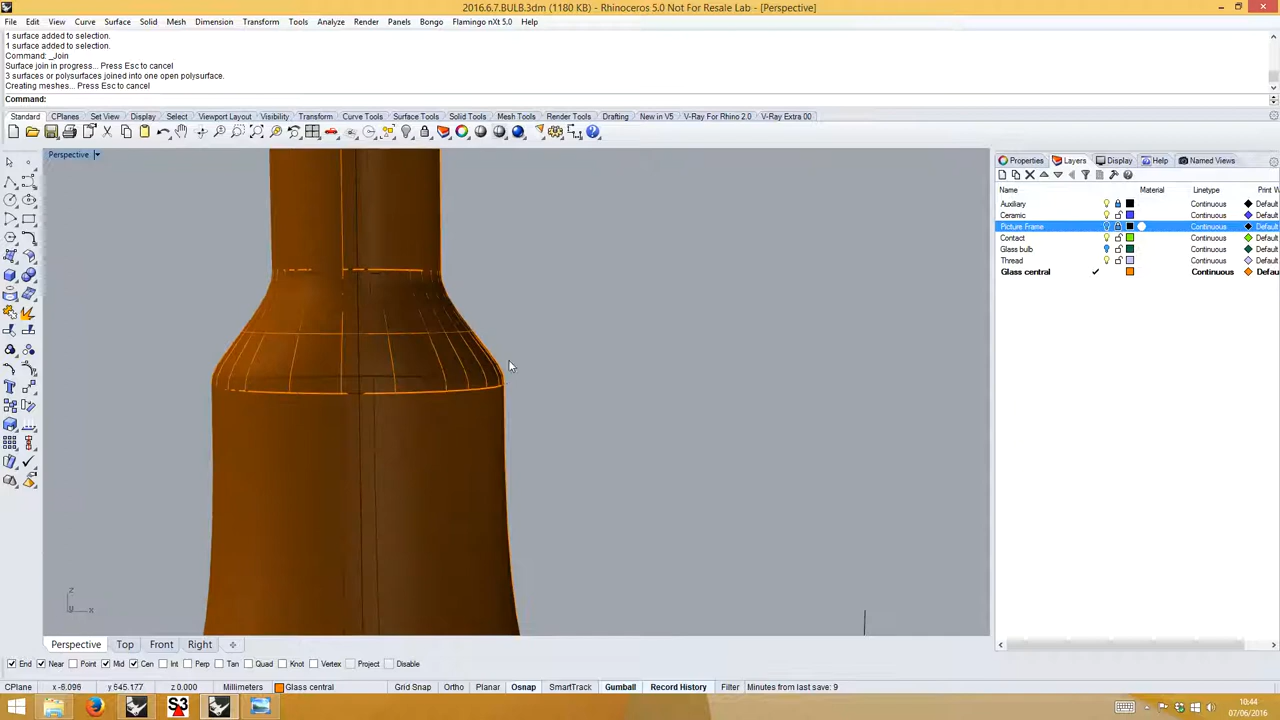 2016.6.7.BULB.3dm (1180 KB) - Rhinoceros 5.0 Not For Resale Lab - [Perspective]
File Edit View Curve Surface Solid Mesh Dimension Transform Tools Analyze Render Panels Bongo Flamingo nXt 5.0 Help
1 surface added to selection.
1 surface added to selection.
Command: _Join
Surface join in progress... Press Esc to cancel
3 surfaces or polysurfaces joined into one open polysurface.
Creating meshes... Press Esc to cancel
Command:
Standard CPlanes Set View Display Select Viewport Layout Visibility Transform Curve Tools Surface Tools Solid Tools Mesh Tools Render Tools Drafting New in V5 V-Ray For Rhino 2.0 V-Ray Extra 00
Perspective
Properties Layers Display Help Named Views
Name Material Linetype Print W
Auxiliary Continuous Default
Ceramic Continuous Default
Picture Frame Continuous Default
Contact Continuous Default
Glass bulb Continuous Default
Thread Continuous Default
Glass central Continuous Defau
z
y x
Perspective Top Front Right
End Near Point Mid Cen Int Perp Tan Quad Knot Vertex Project Disable
CPlane x -8.096 y 545.177 z 0.000 Millimeters Glass central Grid Snap Ortho Planar Osnap SmartTrack Gumball Record History Filter Minutes from last save: 9
S3
10:44
07/06/2016